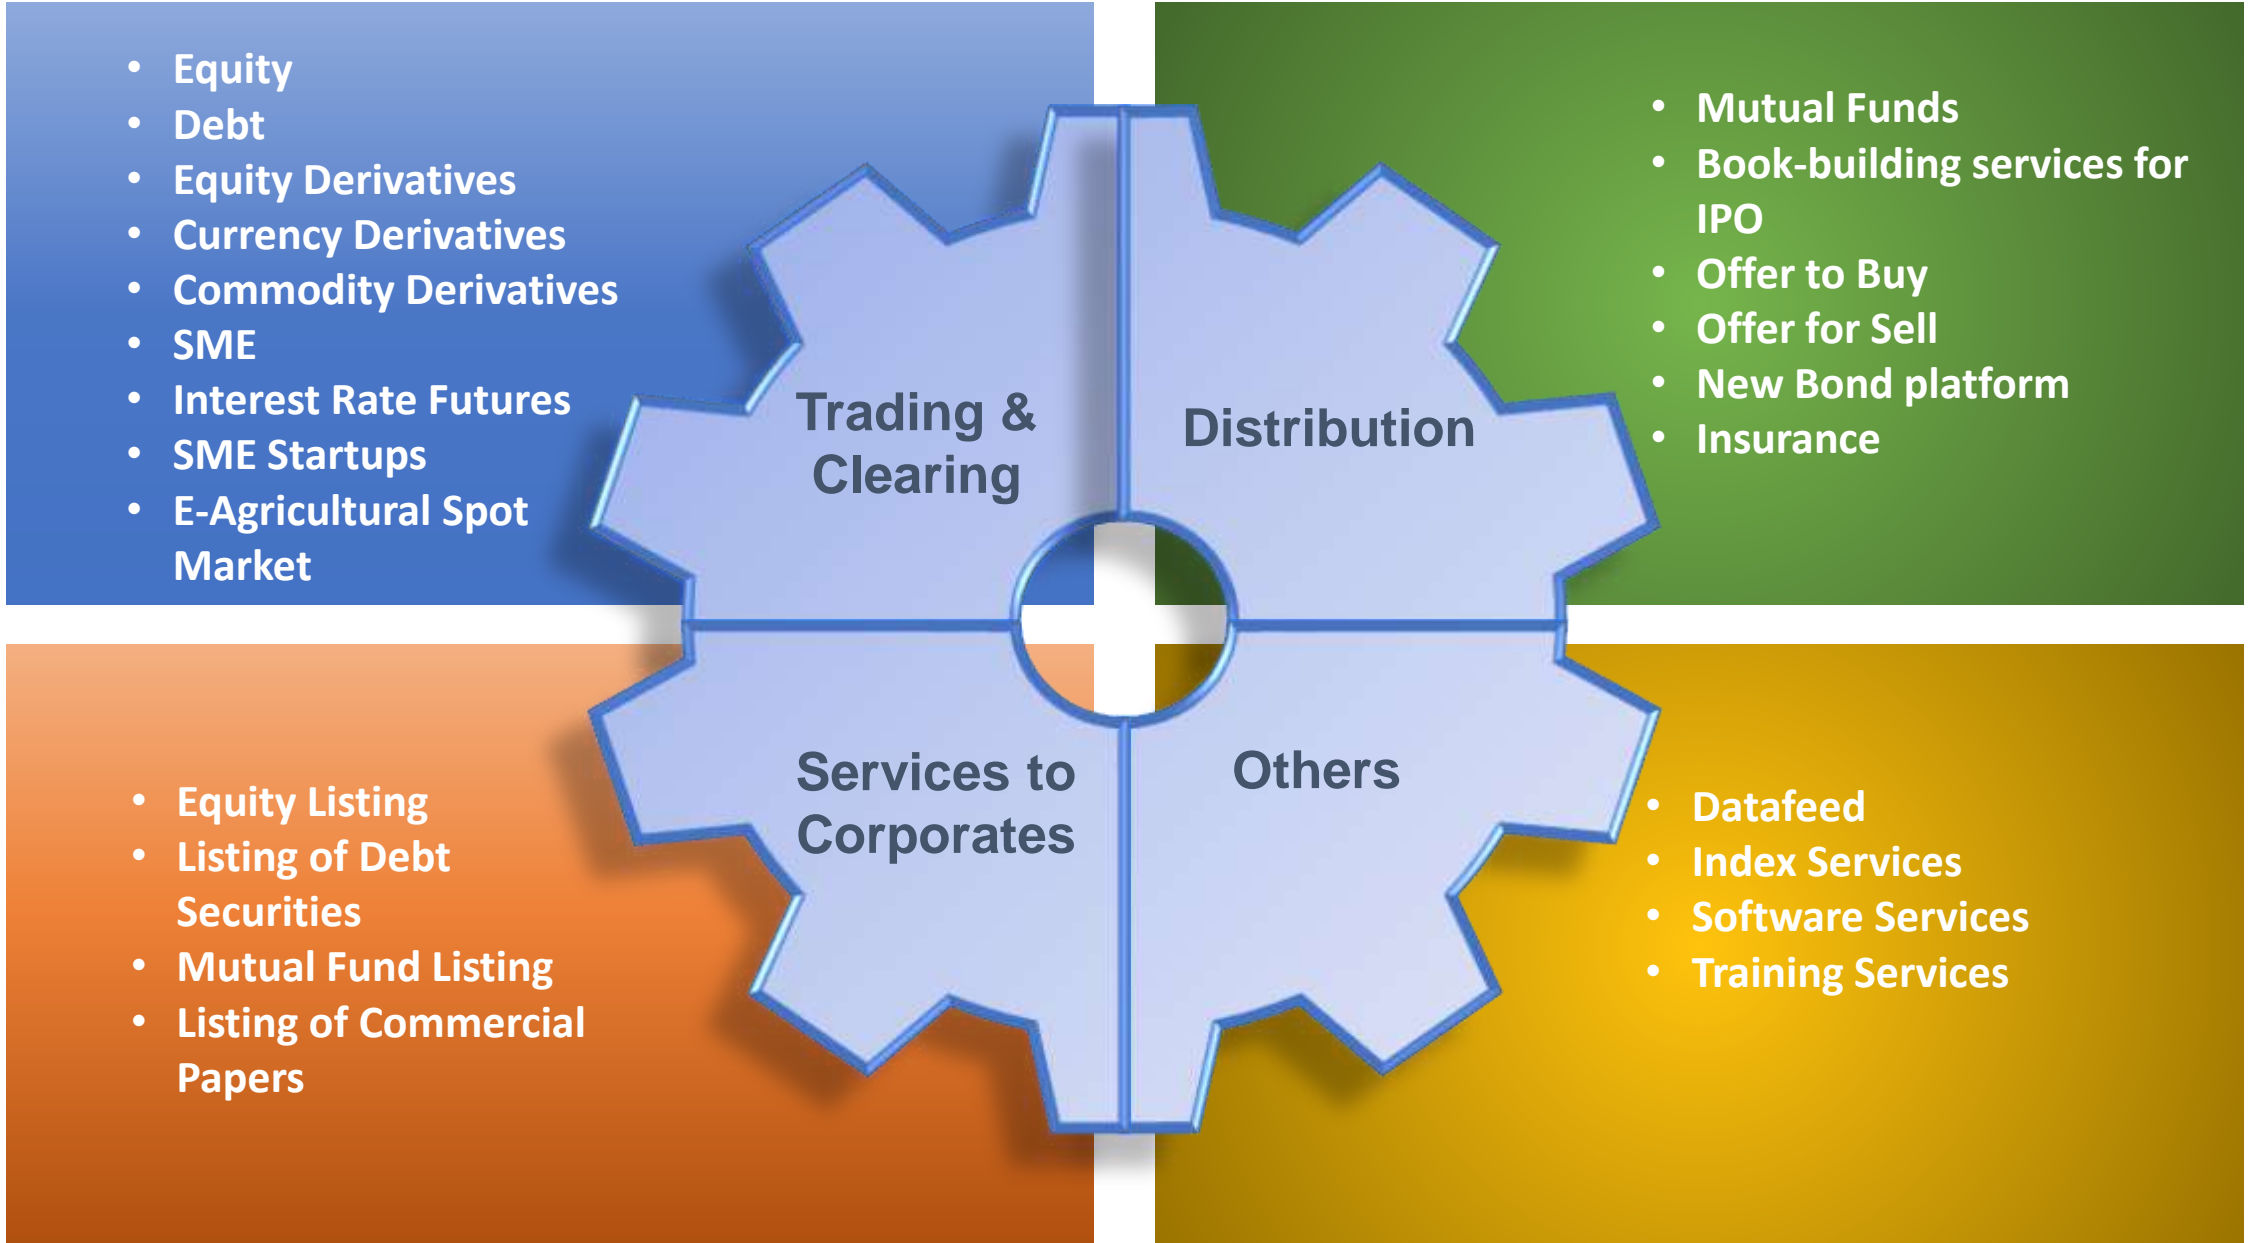 • Equity
• Debt
• Equity Derivatives
• Currency Derivatives
• Commodity Derivatives
• SME
• Interest Rate Futures
• SME Startups
• E-Agricultural Spot
Market
Trading &
Clearing
Distribution
• Mutual Funds
• Book-building services for
IPO
• Offer to Buy
• Offer for Sell
• New Bond platform
• Insurance
• Equity Listing
• Listing of Debt
Securities
• Mutual Fund Listing
• Listing of Commercial
Papers
Services to
Corporates
Others
• Datafeed
• Index Services
• Software Services
• Training Services